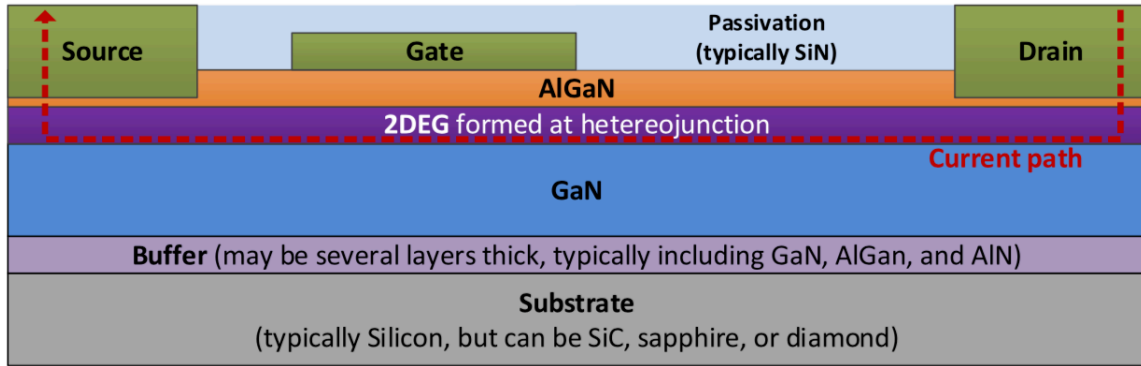 Source
Gate
Passivation
(typically SiN)
Drain
AlGaN
2DEG formed at hetereojunction
Current path
GaN
Buffer (may be several layers thick, typically including GaN, AlGan, and AlN)
Substrate
(typically Silicon, but can be SiC, sapphire, or diamond)